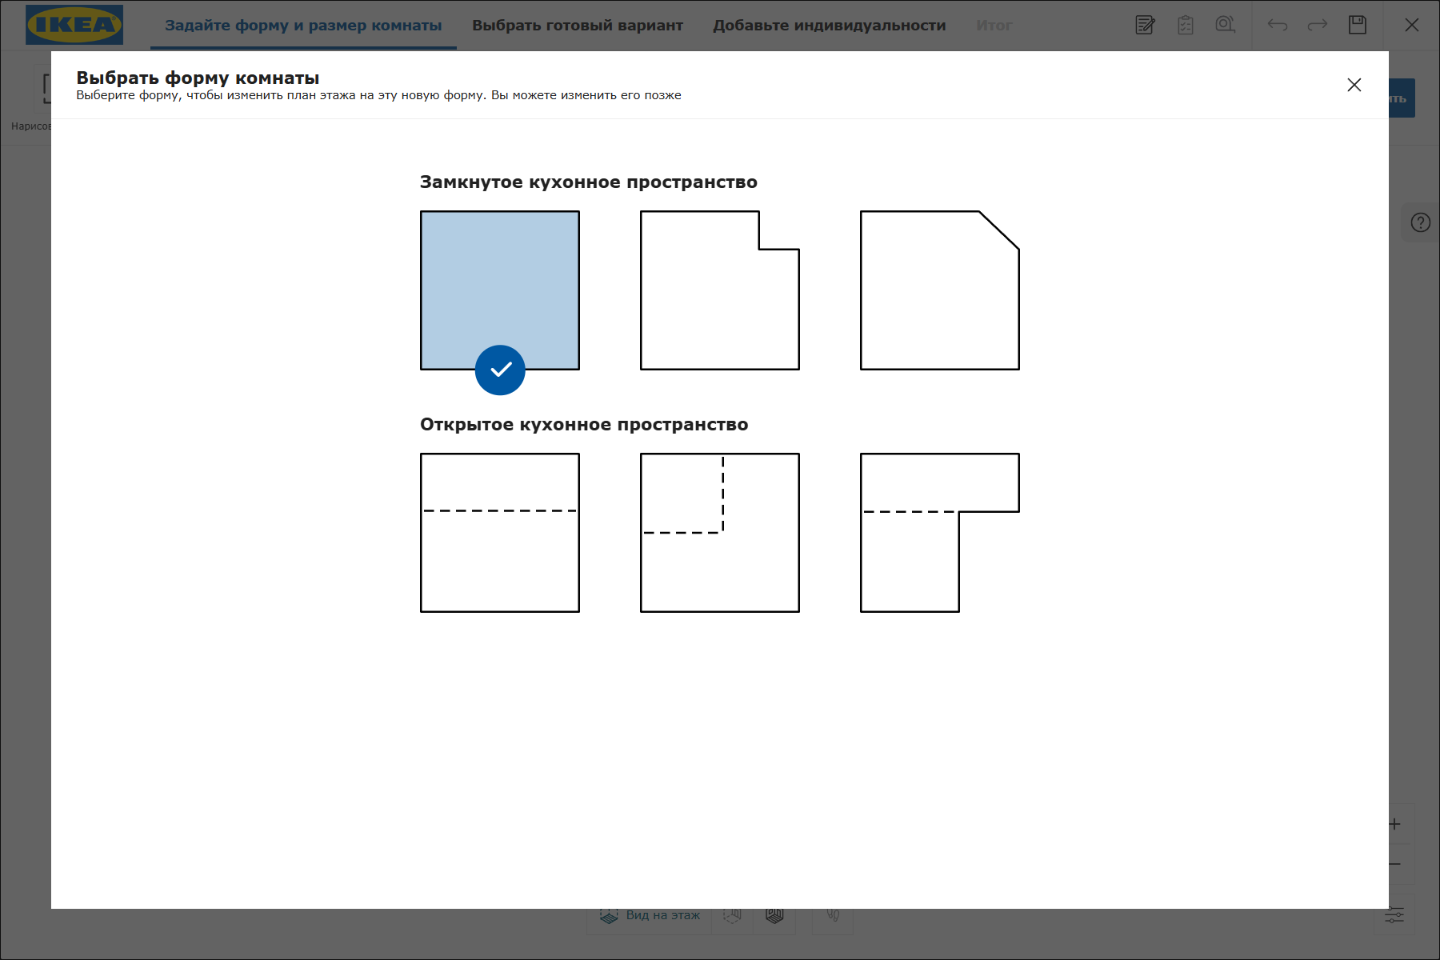 IKEA
Задайте форму и размер комнаты
Выбрать готовый вариант
Добавьте индивидуальности
Итог
Выбрать форму комнаты
Выберите форму, чтобы изменить план этажа на эту новую форму. Вы можете изменить его позже
Нарисов
ить
Замкнутое кухонное пространство
Открытое кухонное пространство
Вид на этаж